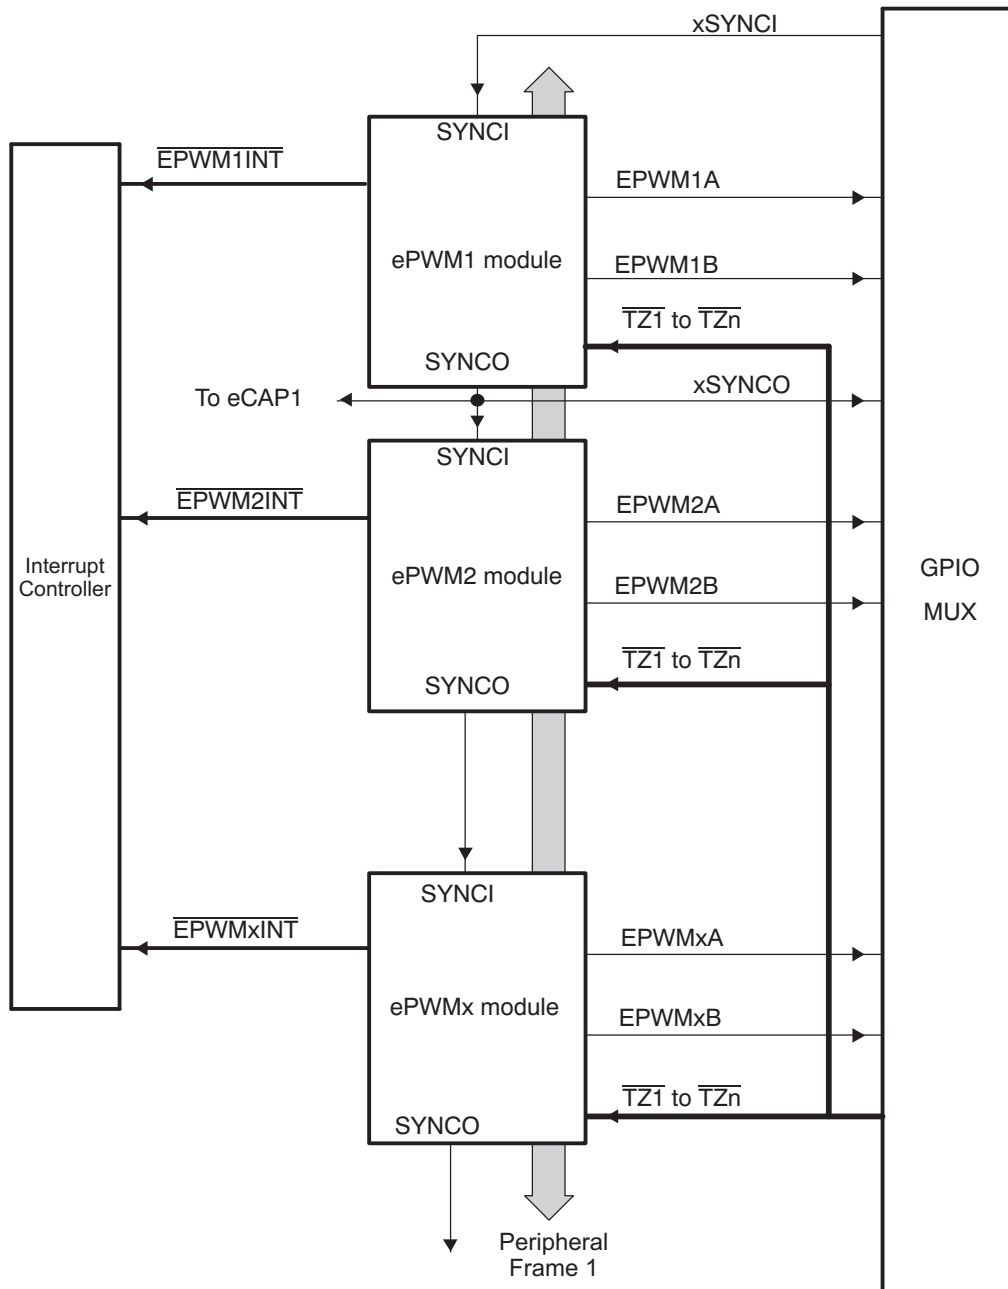 xSYNCI
SYNCI
EPWM1INT
EPWM1A
ePWM1 module
EPWM1B
TZ1 to TZn
SYNCO
To eCAP1
xSYNCO
SYNCI
EPWM2INT
EPWM2A
Interrupt
Controller
ePWM2 module
EPWM2B
GPIO
MUX
TZ1 to TZn
SYNCO
SYNCI
EPWMxINT
EPWMxA
ePWMx module
EPWMxB
TZ1 to TZn
SYNCO
Peripheral
Frame 1